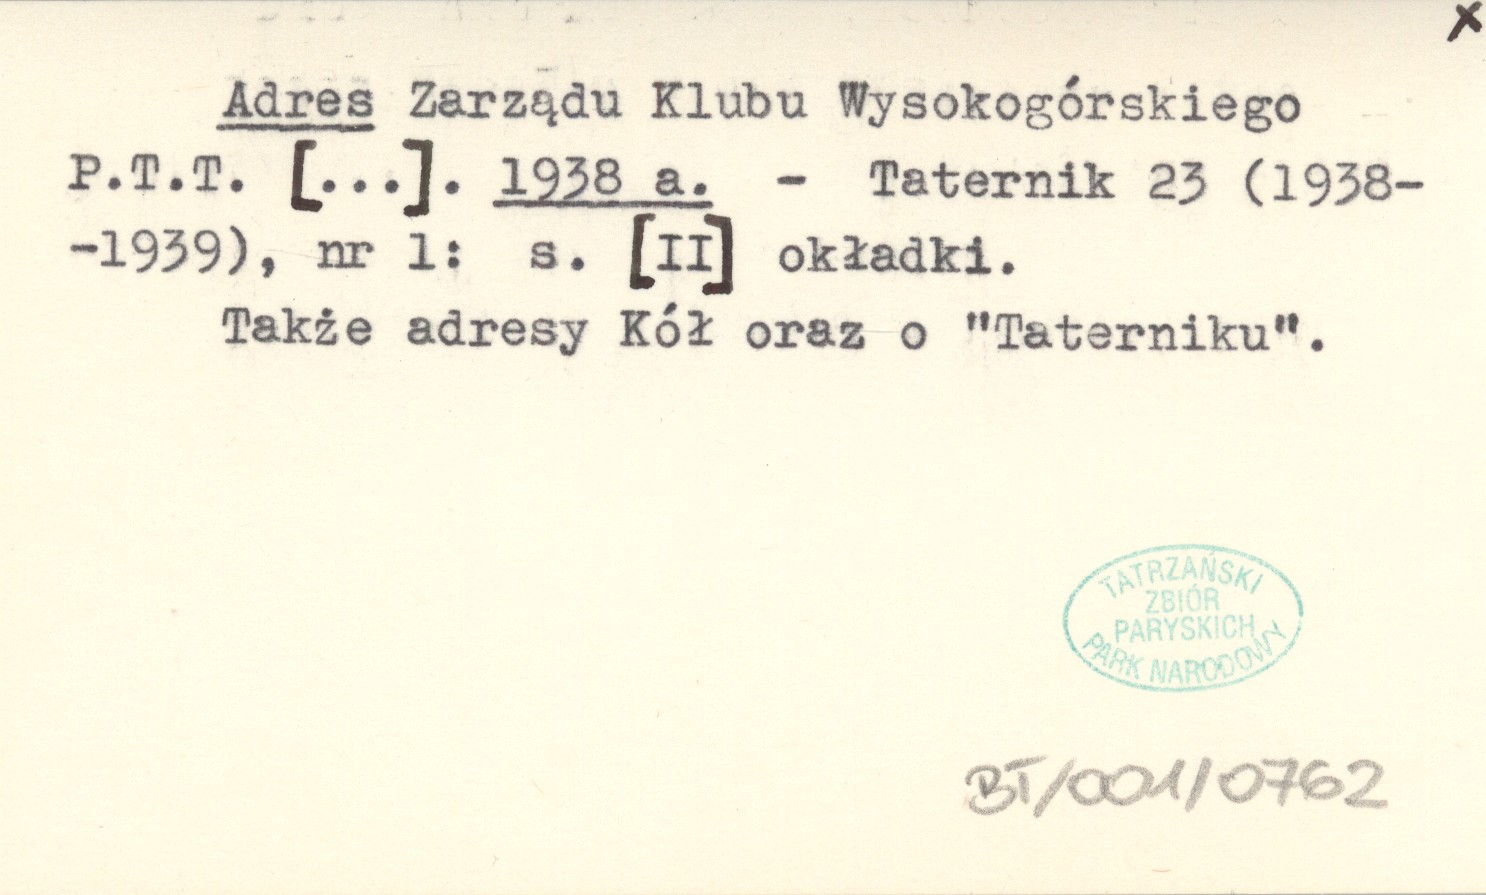 x
Adres Zarządu Klubu Wysokogórskiego
P.T.T. [...]. 1938 a. - Taternik 23 (1938-
-1939), nr 1: s. [II] okładki.
Także adresy Kół oraz o "Taterniku".
TATRZAŃSKI
ZBIÓR
PARYSKICH
PARK NARODOWY
BT/001/0762